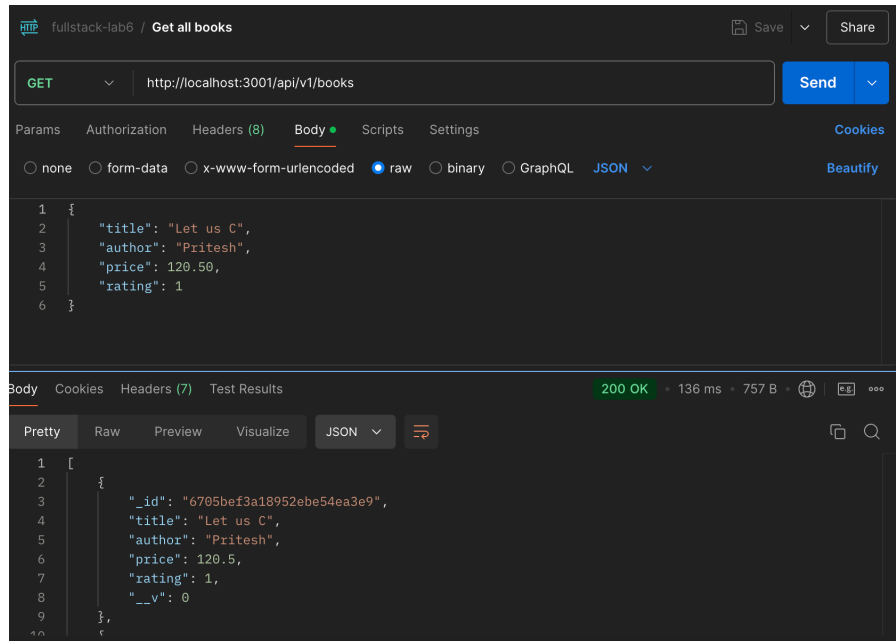 HTTP fullstack-lab6 / Get all books Save Share
GET http://localhost:3001/api/v1/books Send
Params Authorization Headers (8) Body Scripts Settings Cookies
none form-data x-www-form-urlencoded raw binary GraphQL JSON Beautify
1 {
2 "title": "Let us C",
3 "author": "Pritesh",
4 "price": 120.50,
5 "rating": 1
6 }
Body Cookies Headers (7) Test Results 200 OK 136 ms 757 B e.g.
Pretty Raw Preview Visualize JSON
1 [
2 {
3 "_id": "6705bef3a18952ebe54ea3e9",
4 "title": "Let us C",
5 "author": "Pritesh",
6 "price": 120.5,
7 "rating": 1,
8 "__v": 0
9 },
10 {